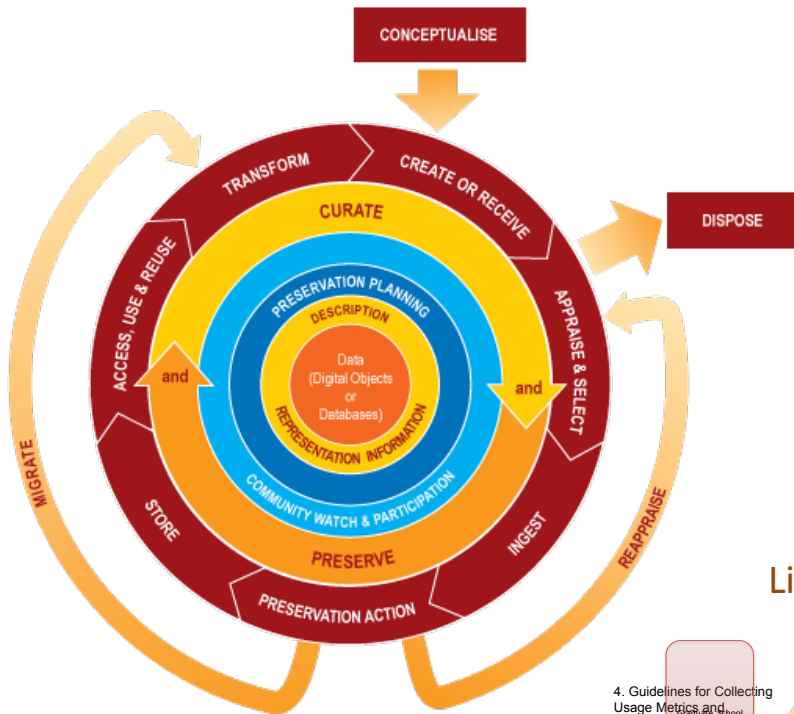 CONCEPTUALISE
TRANSFORM
CREATE OR RECEIVE
DISPOSE
CURATE
ACCESS, USE & REUSE
PRESERVATION PLANNING
APPRAISE & SELECT
DESCRIPTION
Data
(Digital Objects
or
Databases)
and
and
REPRESENTATION INFORMATION
MIGRATE
COMMUNITY WATCH & PARTICIPATION
STORE
INGEST
REAPPRAISE
PRESERVE
PRESERVATION ACTION
Li
4. Guidelines for Collecting
Usage Metrics and
School